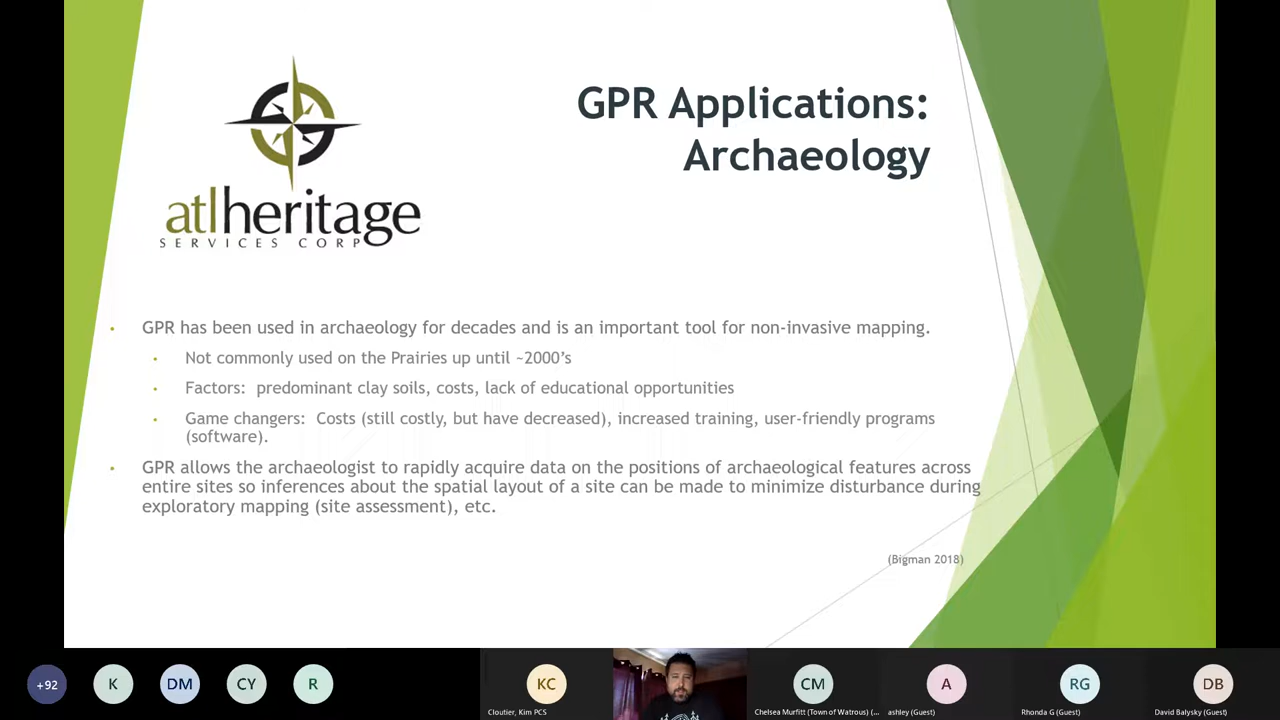 atlheritage
SERVICES CORP
GPR Applications:
Archaeology
• GPR has been used in archaeology for decades and is an important tool for non-invasive mapping.
• Not commonly used on the Prairies up until ~2000's
• Factors: predominant clay soils, costs, lack of educational opportunities
• Game changers: Costs (still costly, but have decreased), increased training, user-friendly programs
(software).
• GPR allows the archaeologist to rapidly acquire data on the positions of archaeological features across
entire sites so inferences about the spatial layout of a site can be made to minimize disturbance during
exploratory mapping (site assessment), etc.
(Bigman 2018)
+92
K
DM
CY
R
KC
CM
A
RG
DB
Cloutier, Kim PCS
Chelsea Murfitt (Town of Watrous) (...
ashley (Guest)
Rhonda G (Guest)
David Balysky (Guest)